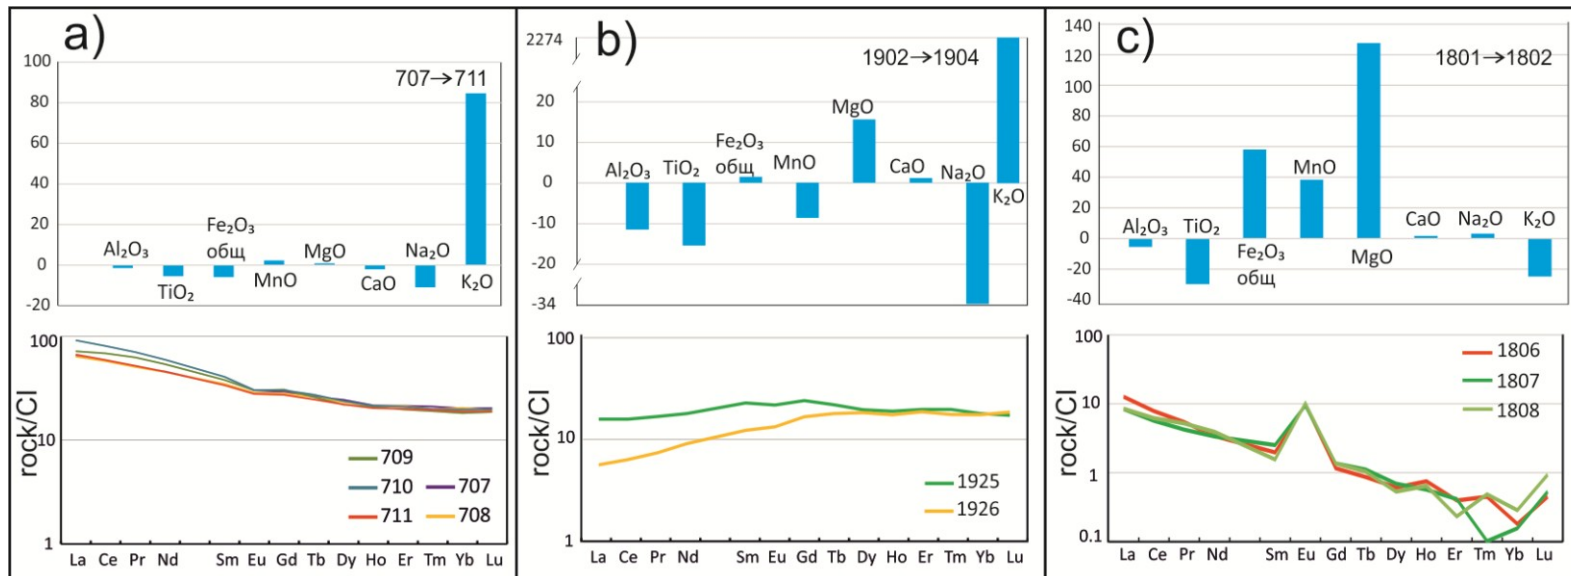 a)
707→711
100
80
60
40
20
0
-20
Al₂O₃
TiO₂
Fe₂O₃
общ
MnO
MgO
CaO
Na₂O
K₂O
rock/CI
100
10
1
709
710
707
711
708
La Ce Pr Nd Sm Eu Gd Tb Dy Ho Er Tm Yb Lu
b)
1902→1904
2274
20
10
0
-10
-20
-34
Al₂O₃
TiO₂
Fe₂O₃
общ
MnO
MgO
CaO
Na₂O
K₂O
rock/CI
100
10
1
1925
1926
La Ce Pr Nd Sm Eu Gd Tb Dy Ho Er Tm Yb Lu
c)
1801→1802
140
120
100
80
60
40
20
0
-20
-40
Al₂O₃
TiO₂
Fe₂O₃
общ
MnO
MgO
CaO
Na₂O
K₂O
rock/CI
100
10
1
0.1
1806
1807
1808
La Ce Pr Nd Sm Eu Gd Tb Dy Ho Er Tm Yb Lu